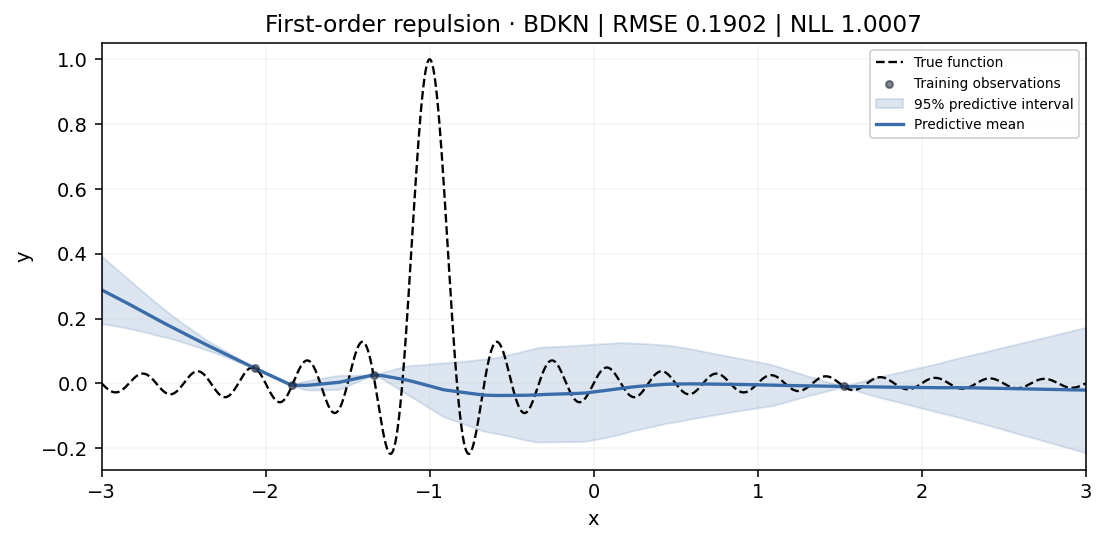 First-order repulsion · BDKN | RMSE 0.1902 | NLL 1.0007
True function
Training observations
95% predictive interval
Predictive mean
y
1.0
0.8
0.6
0.4
0.2
0.0
−0.2
−3
−2
−1
0
1
2
3
x